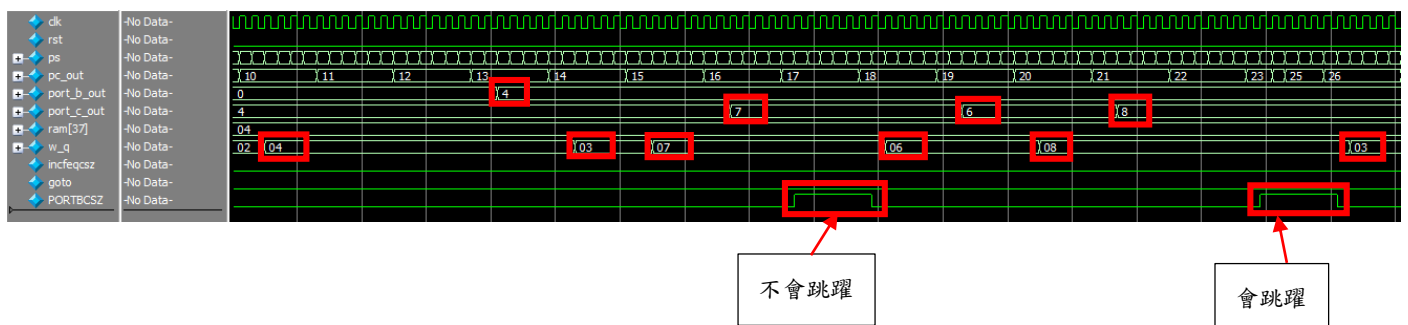 clk -No Data-
rst -No Data-
ps -No Data-
pc_out -No Data- 10 11 12 13 14 15 16 17 18 19 20 21 22 23 25 26
port_b_out -No Data- 0 4
port_c_out -No Data- 4 7 6 8
ram[37] -No Data- 04
w_q -No Data- 02 04 03 07 06 08 03
incfeqcsz -No Data-
goto -No Data-
PORTBCSZ -No Data-
不會跳躍
會跳躍